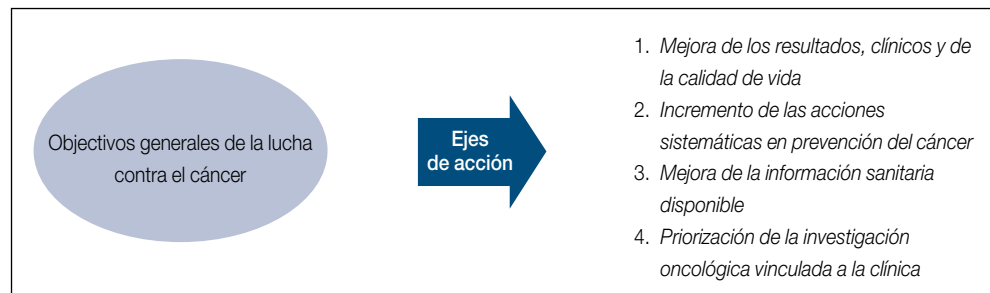 Objectivos generales de la lucha
contra el cáncer
Ejes
de acción
1. Mejora de los resultados, clínicos y de
la calidad de vida
2. Incremento de las acciones
sistemáticas en prevención del cáncer
3. Mejora de la información sanitaria
disponible
4. Priorización de la investigación
oncológica vinculada a la clínica